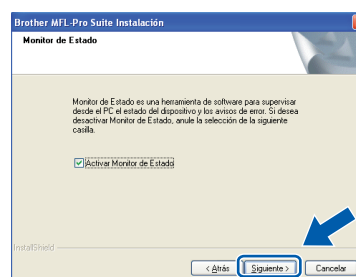 Brother MFL-Pro Suite Instalación
Monitor de Estado
Monitor de Estado es una herramienta de software para supervisar
desde el PC el estado del dispositivo y los avisos de error. Si desea
desactivar Monitor de Estado, anule la selección de la siguiente
casilla.
Activar Monitor de Estado
InstallShield
< Atrás
Siguiente >
Cancelar